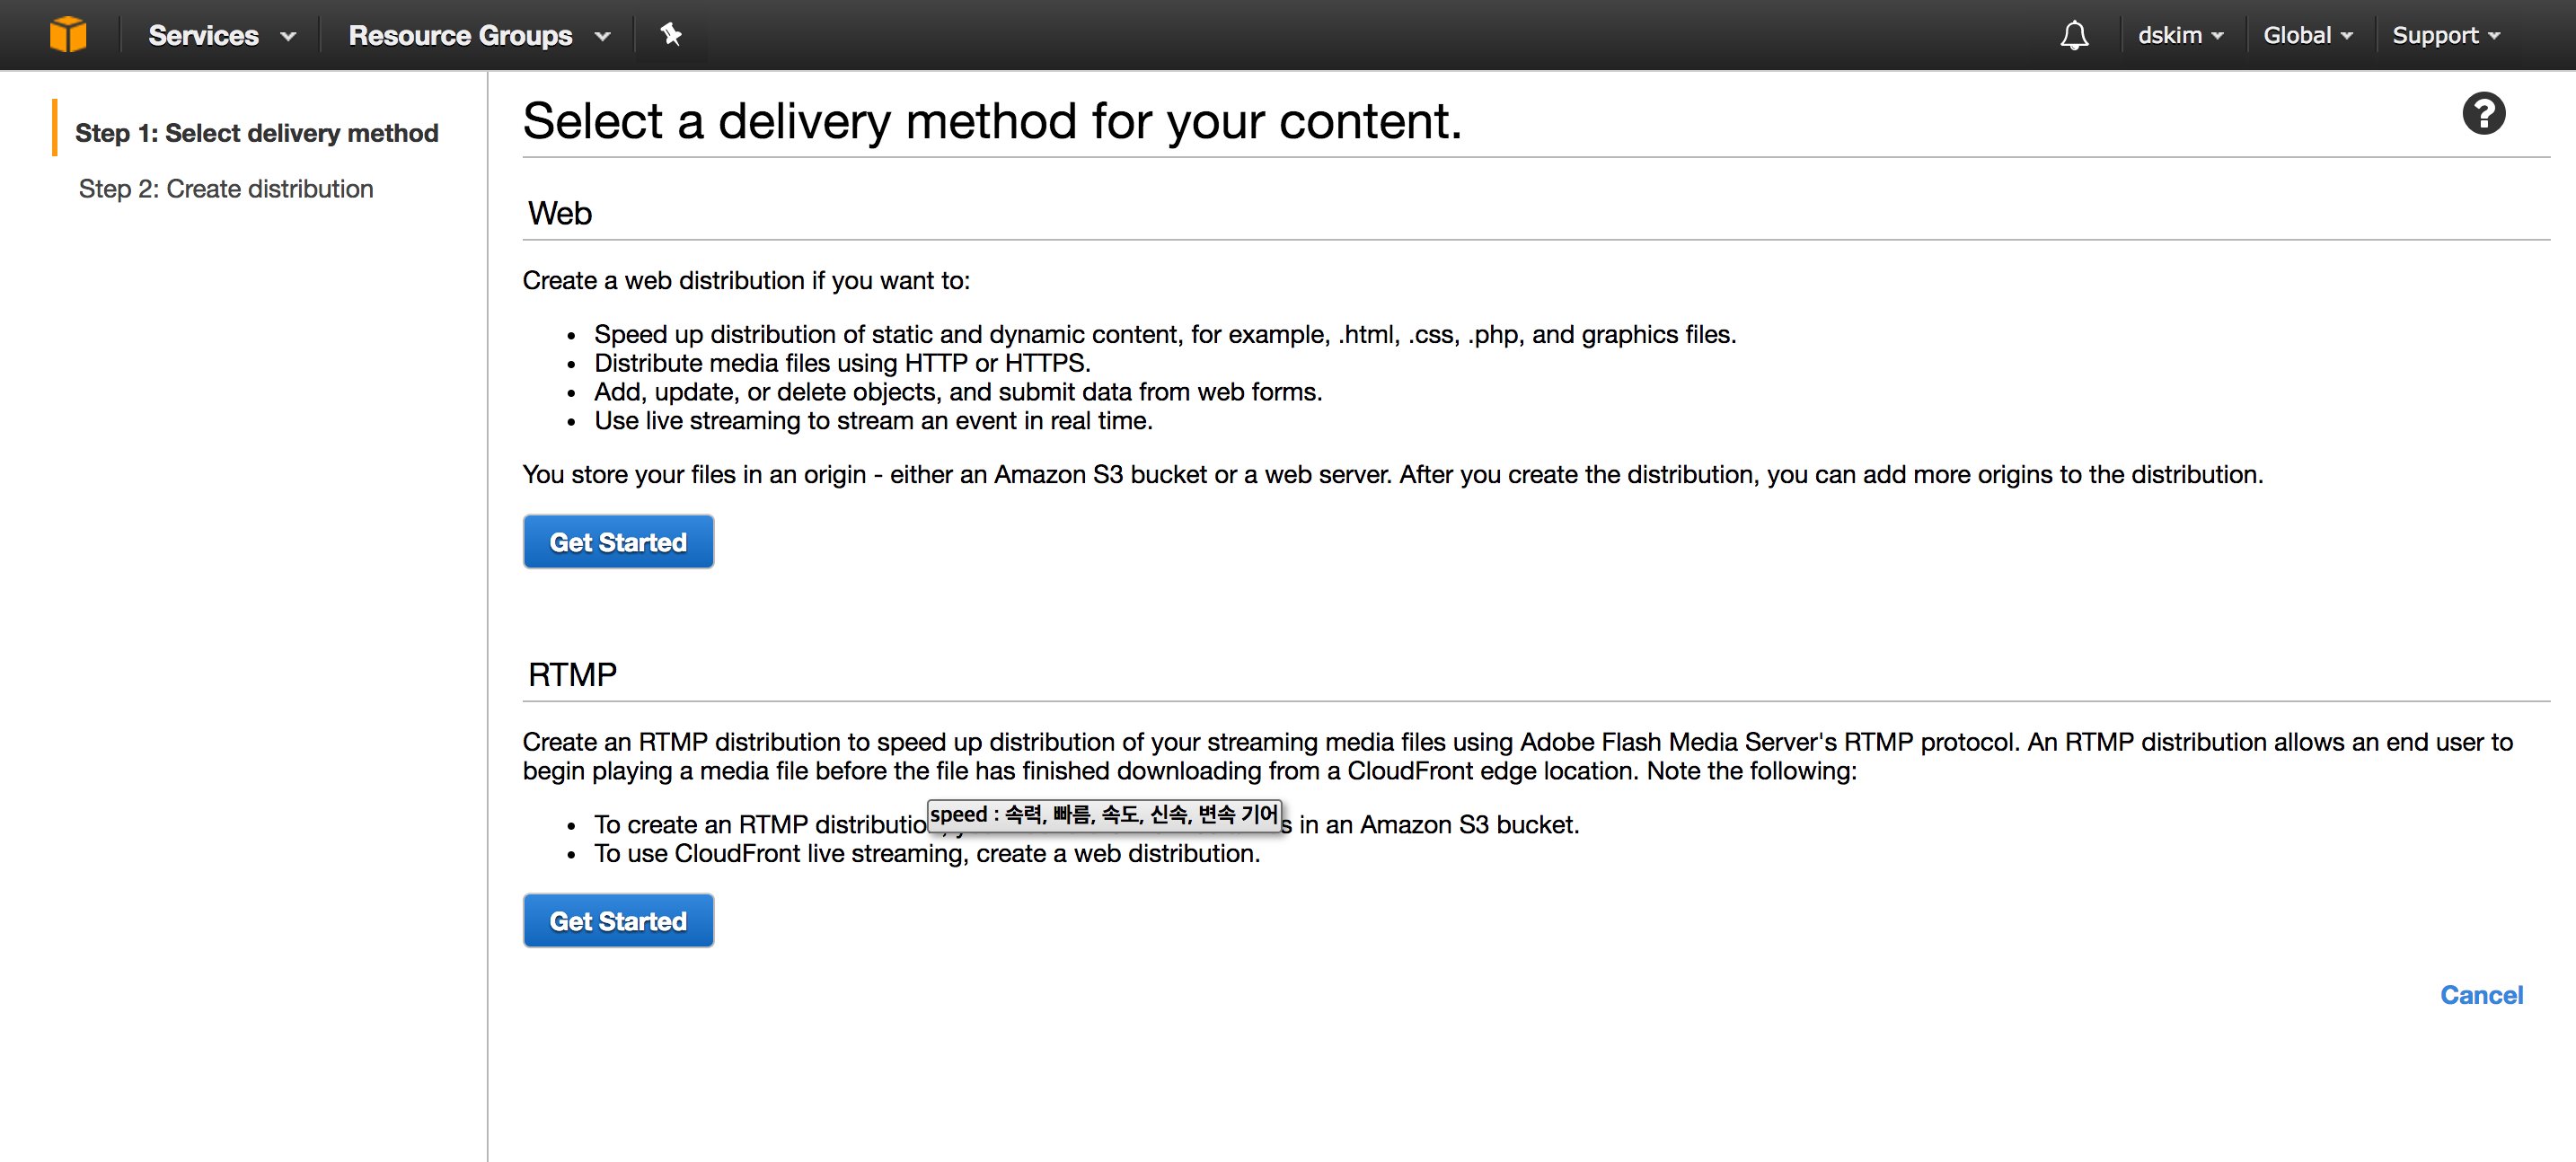 Services
Resource Groups
dskim
Global
Support
Step 1: Select delivery method
Step 2: Create distribution
Select a delivery method for your content.
Web
Create a web distribution if you want to:
• Speed up distribution of static and dynamic content, for example, .html, .css, .php, and graphics files.
• Distribute media files using HTTP or HTTPS.
• Add, update, or delete objects, and submit data from web forms.
• Use live streaming to stream an event in real time.
You store your files in an origin - either an Amazon S3 bucket or a web server. After you create the distribution, you can add more origins to the distribution.
Get Started
RTMP
Create an RTMP distribution to speed up distribution of your streaming media files using Adobe Flash Media Server's RTMP protocol. An RTMP distribution allows an end user to
begin playing a media file before the file has finished downloading from a CloudFront edge location. Note the following:
speed : 속력, 빠름, 속도, 신속, 변속 기어
• To create an RTMP in an Amazon S3 bucket.
• To use CloudFront live streaming, create a web distribution.
Get Started
Cancel